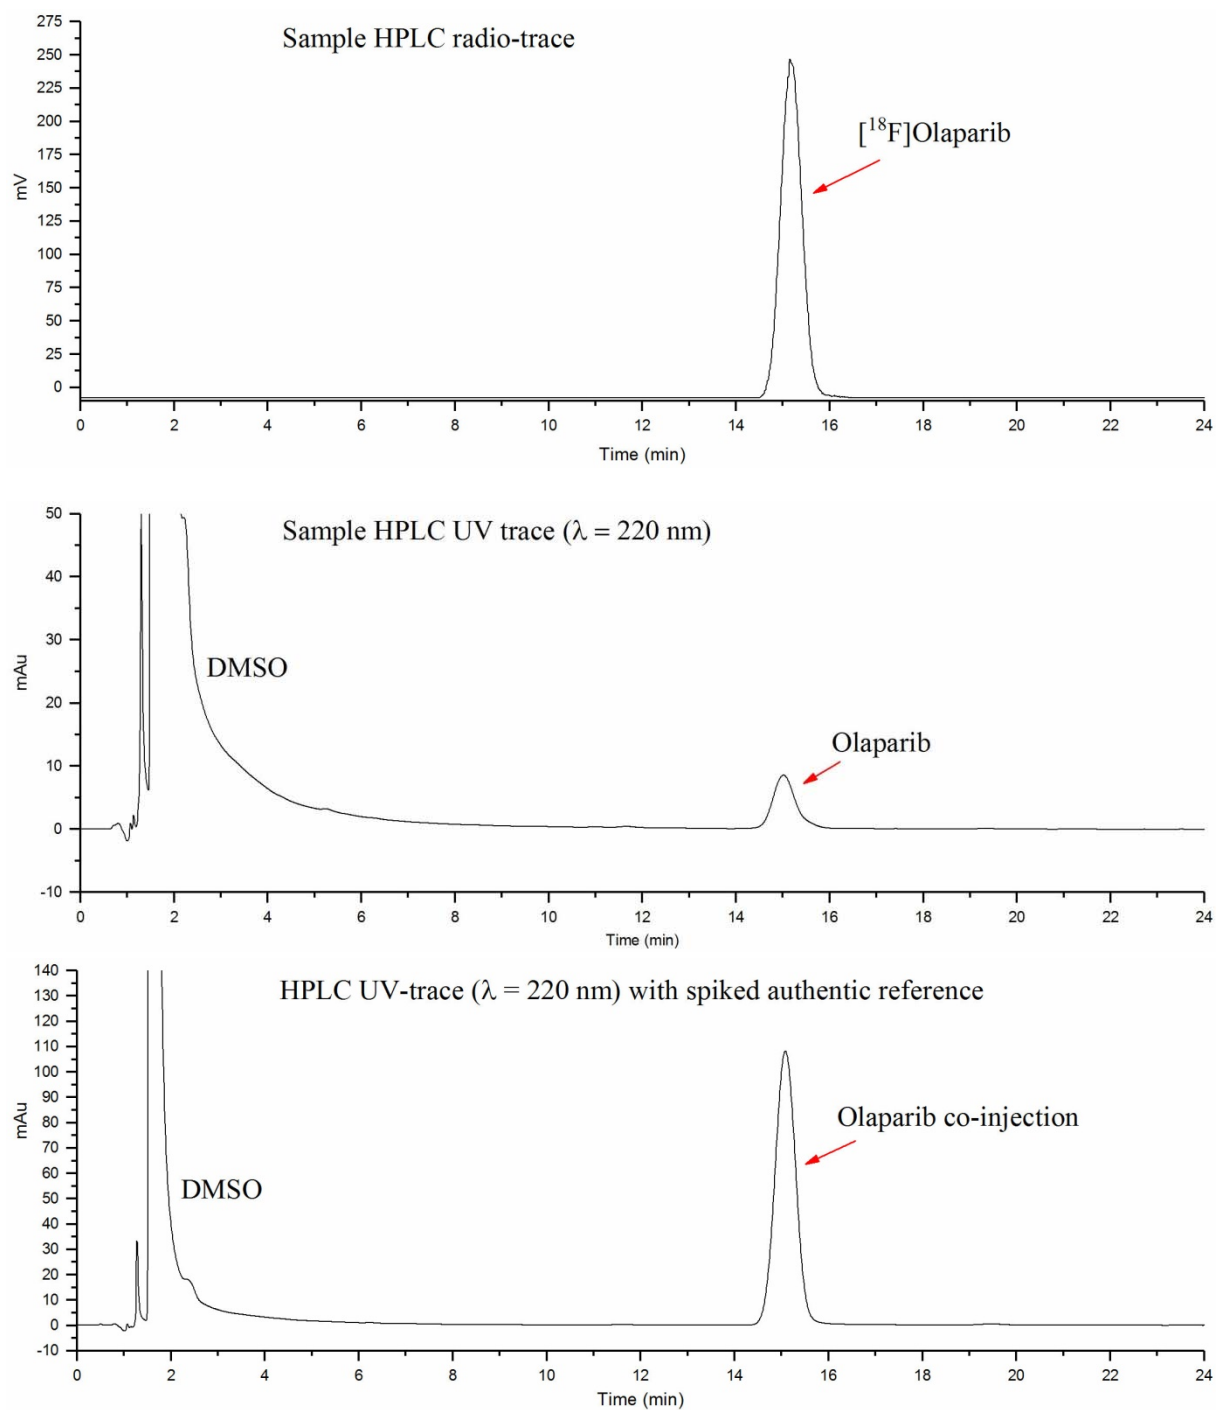 Sample HPLC radio-trace
[18F]Olaparib
mV
275
250
225
200
175
150
125
100
75
50
25
0
0 2 4 6 8 10 12 14 16 18 20 22 24
Time (min)
Sample HPLC UV trace (λ = 220 nm)
DMSO
Olaparib
mAu
50
40
30
20
10
0
-10
0 2 4 6 8 10 12 14 16 18 20 22 24
Time (min)
HPLC UV-trace (λ = 220 nm) with spiked authentic reference
DMSO
Olaparib co-injection
mAu
140
130
120
110
100
90
80
70
60
50
40
30
20
10
0
-10
0 2 4 6 8 10 12 14 16 18 20 22 24
Time (min)